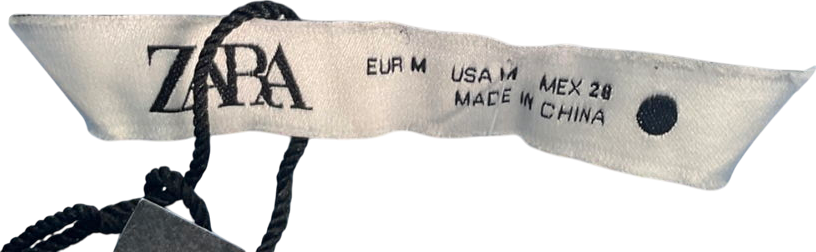 ZARA
EUR M USA M MEX 28
MADE IN CHINA